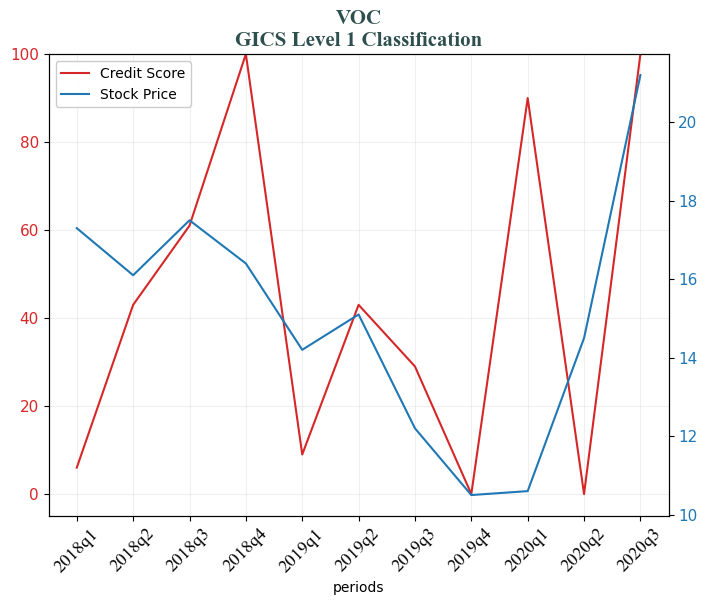 VOC
GICS Level 1 Classification
Credit Score
Stock Price
100
80
60
40
20
0
20
18
16
14
12
10
2018q1
2018q2
2018q3
2018q4
2019q1
2019q2
2019q3
2019q4
2020q1
2020q2
2020q3
periods